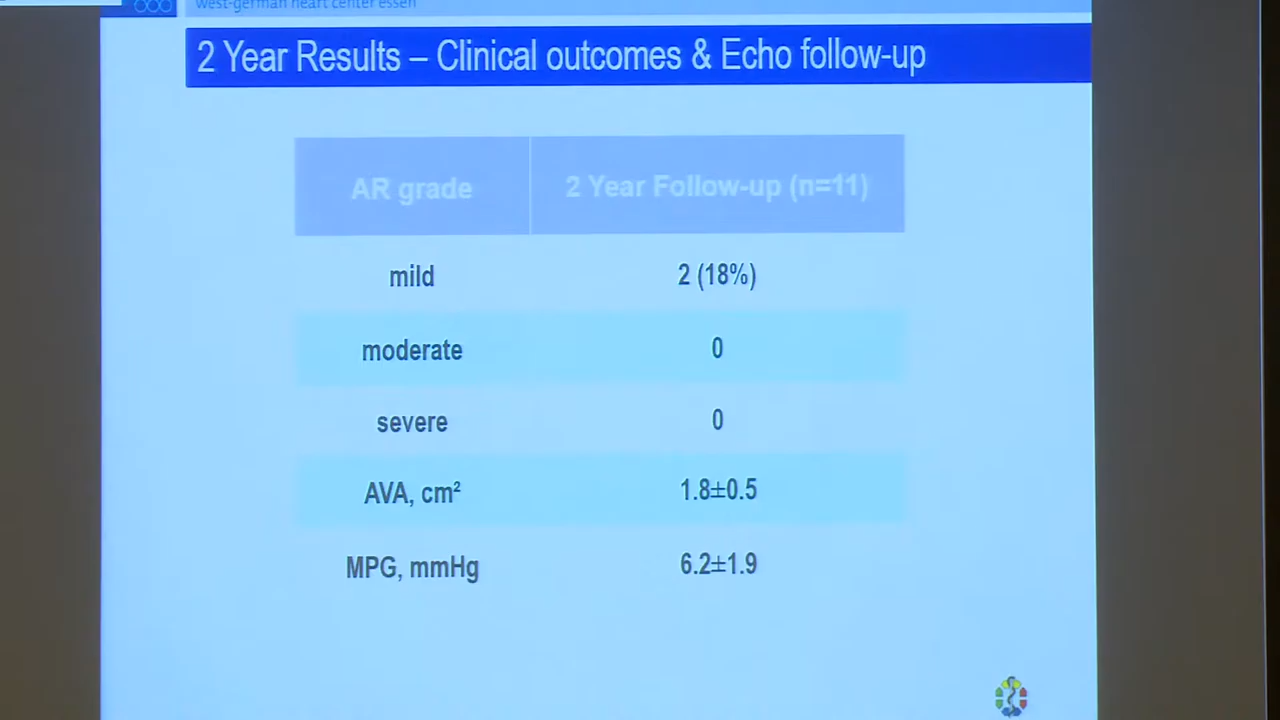 west-german heart center essen
2 Year Results – Clinical outcomes & Echo follow-up
AR grade 2 Year Follow-up (n=11)
mild 2 (18%)
moderate 0
severe 0
AVA, cm² 1.8±0.5
MPG, mmHg 6.2±1.9